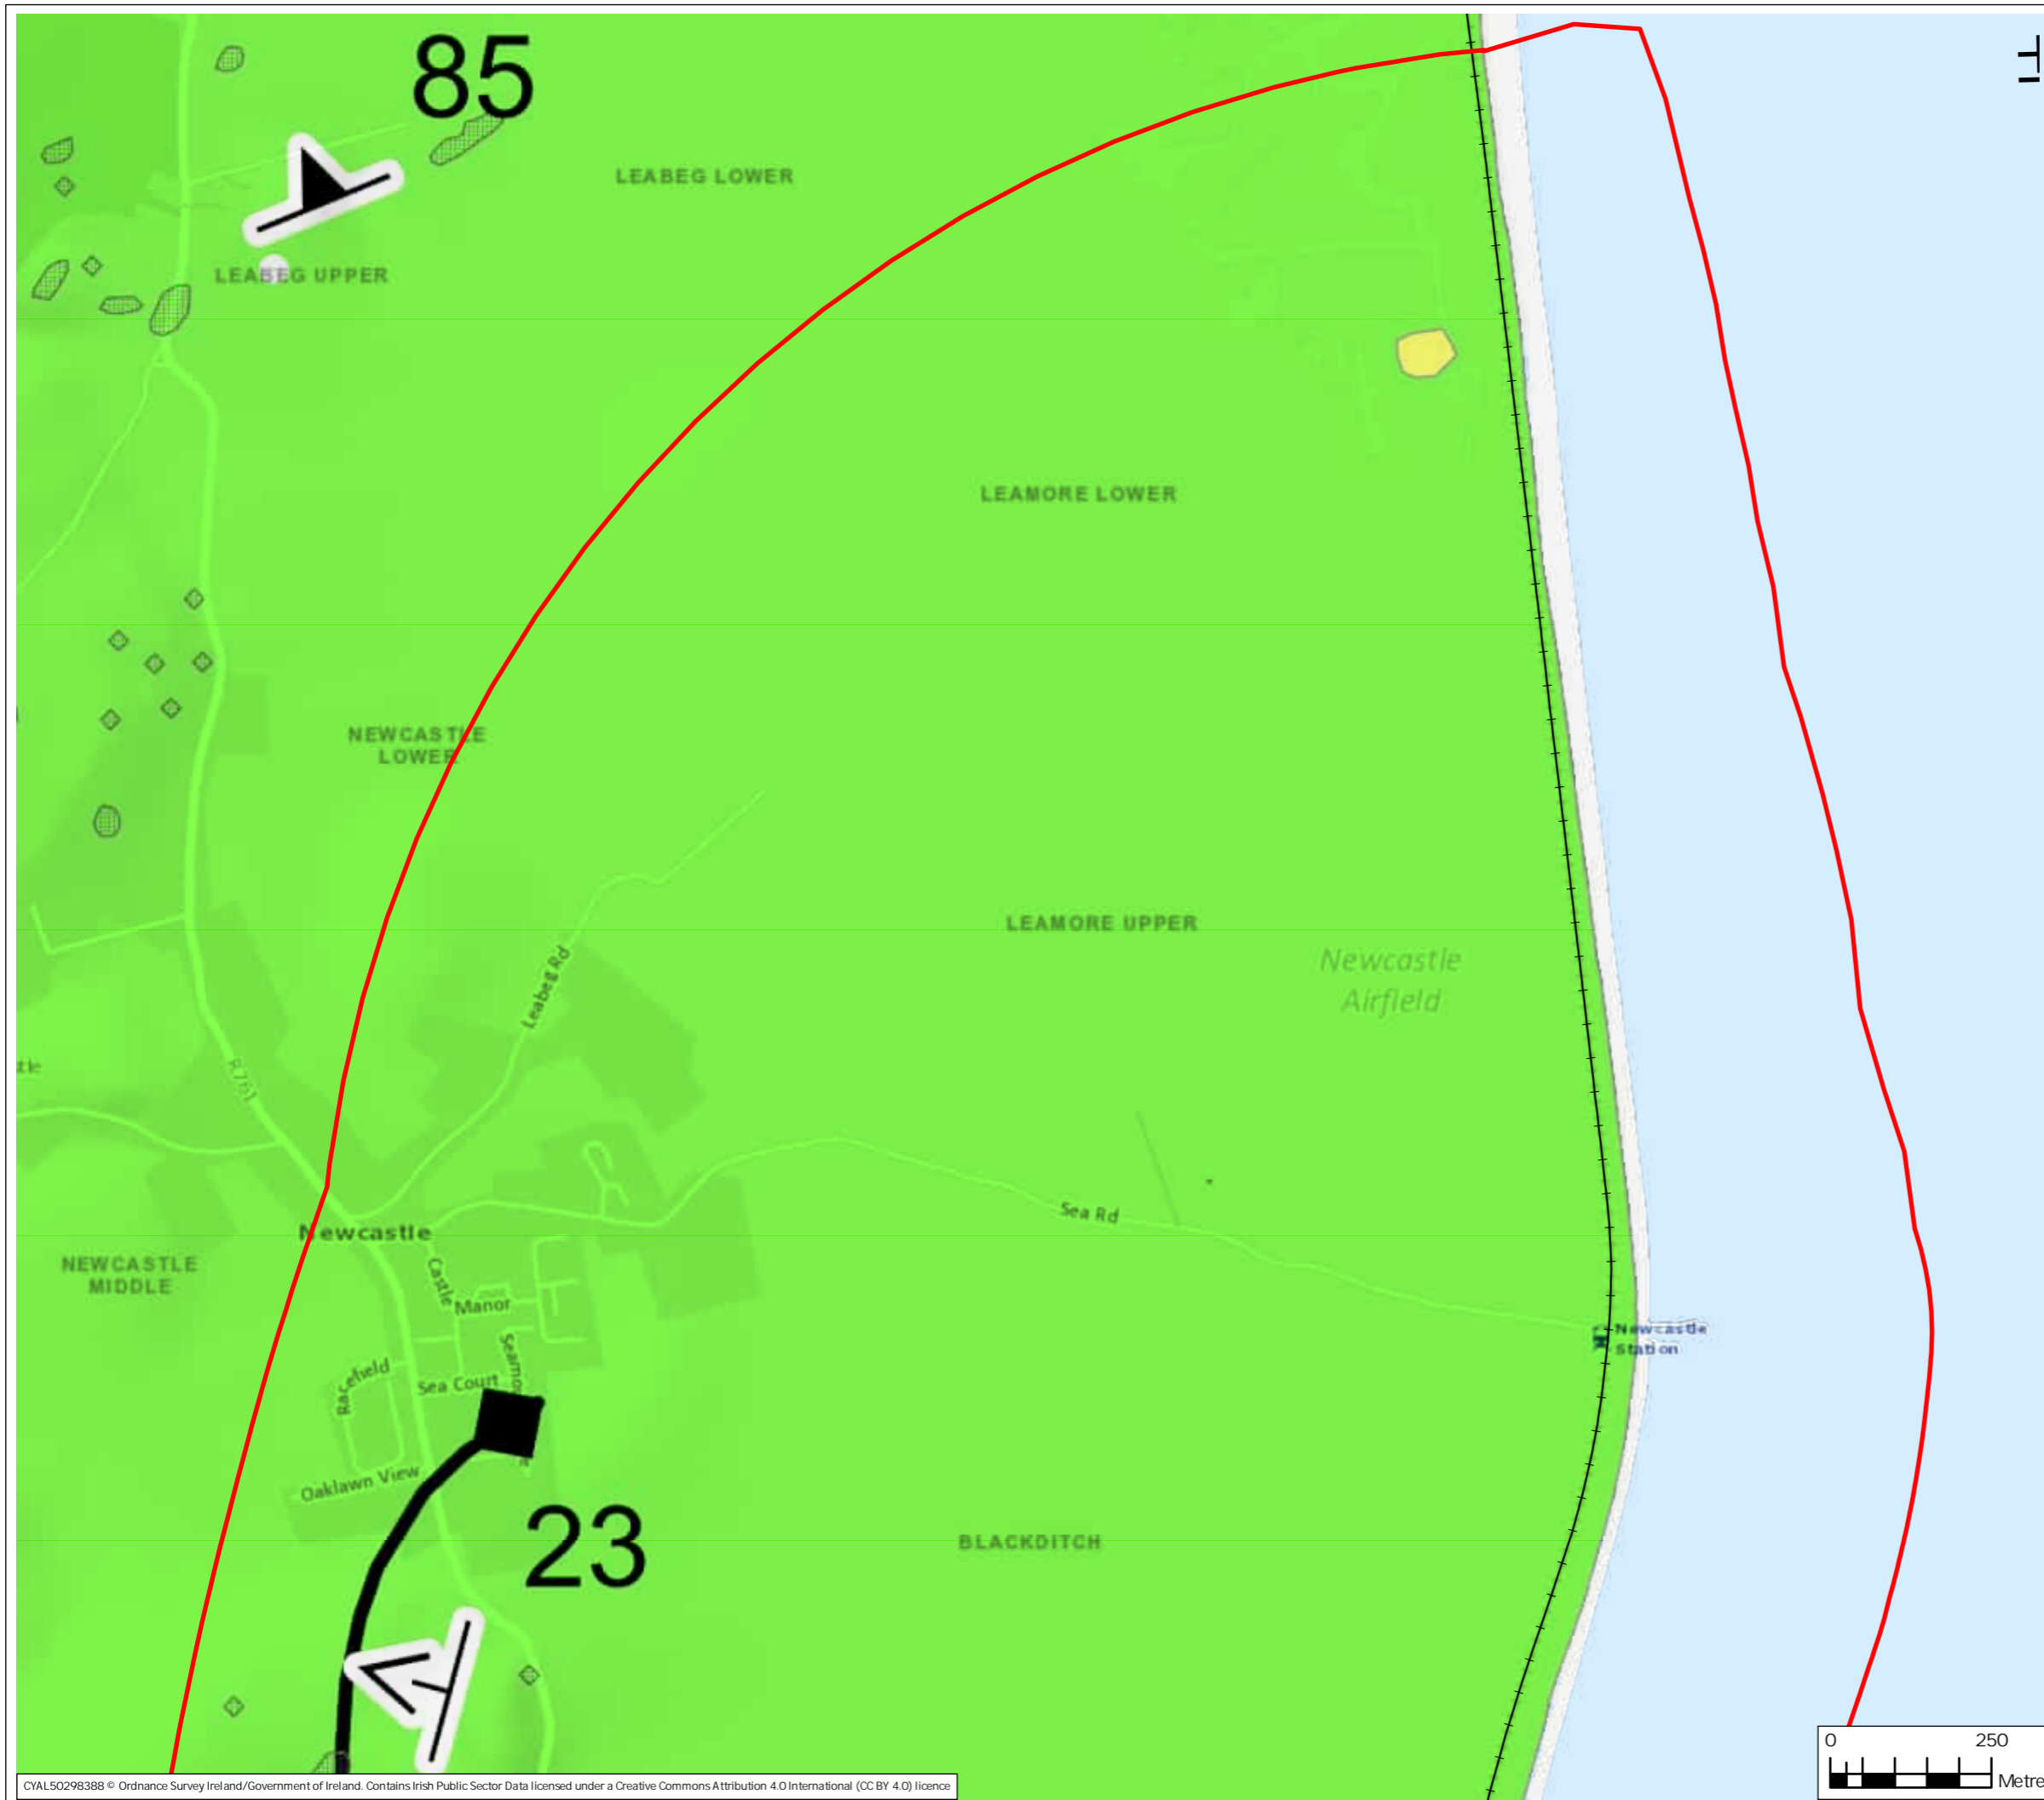 85
LEABEG LOWER
LEABEG UPPER
LEAMORE LOWER
NEWCASTLE
LOWER
LEAMORE UPPER
Newcastle
Airfield
Leabeg Rd
tle
R761
Sea Rd
Newcastle
NEWCASTLE
MIDDLE
Castle
Manor
Newcastle
Station
Racefield
Sea Court
Oaklawn View
23
BLACKDITCH
0 250
Metre
CYAL50298388 © Ordnance Survey Ireland/Government of Ireland. Contains Irish Public Sector Data licensed under a Creative Commons Attribution 4.0 International (CC BY 4.0) licence